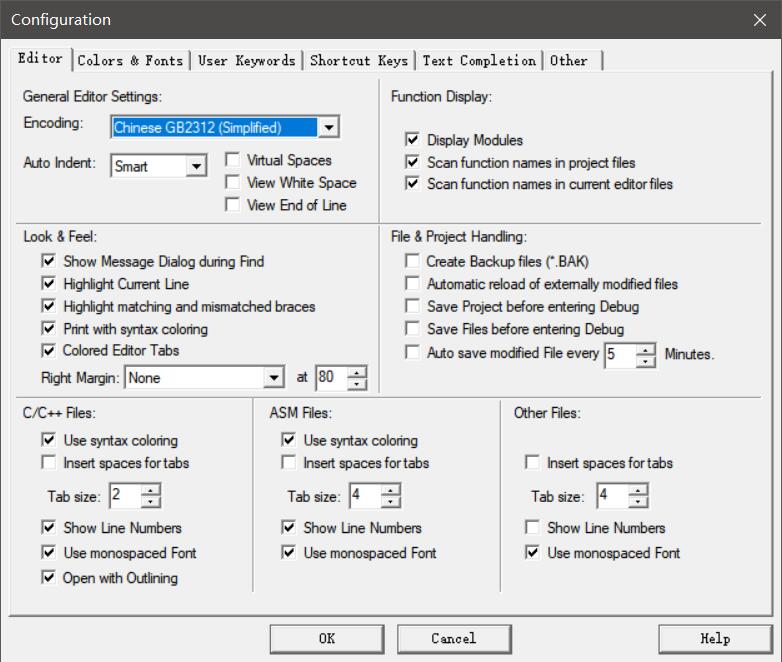 Configuration
Editor Colors & Fonts User Keywords Shortcut Keys Text Completion Other
General Editor Settings:
Encoding: Chinese GB2312 (Simplified)
Auto Indent: Smart
Virtual Spaces
View White Space
View End of Line
Function Display:
Display Modules
Scan function names in project files
Scan function names in current editor files
Look & Feel:
Show Message Dialog during Find
Highlight Current Line
Highlight matching and mismatched braces
Print with syntax coloring
Colored Editor Tabs
Right Margin: None at 80
File & Project Handling:
Create Backup files (*.BAK)
Automatic reload of externally modified files
Save Project before entering Debug
Save Files before entering Debug
Auto save modified File every 5 Minutes.
C/C++ Files:
Use syntax coloring
Insert spaces for tabs
Tab size: 2
Show Line Numbers
Use monospaced Font
Open with Outlining
ASM Files:
Use syntax coloring
Insert spaces for tabs
Tab size: 4
Show Line Numbers
Use monospaced Font
Other Files:
Insert spaces for tabs
Tab size: 4
Show Line Numbers
Use monospaced Font
OK Cancel Help